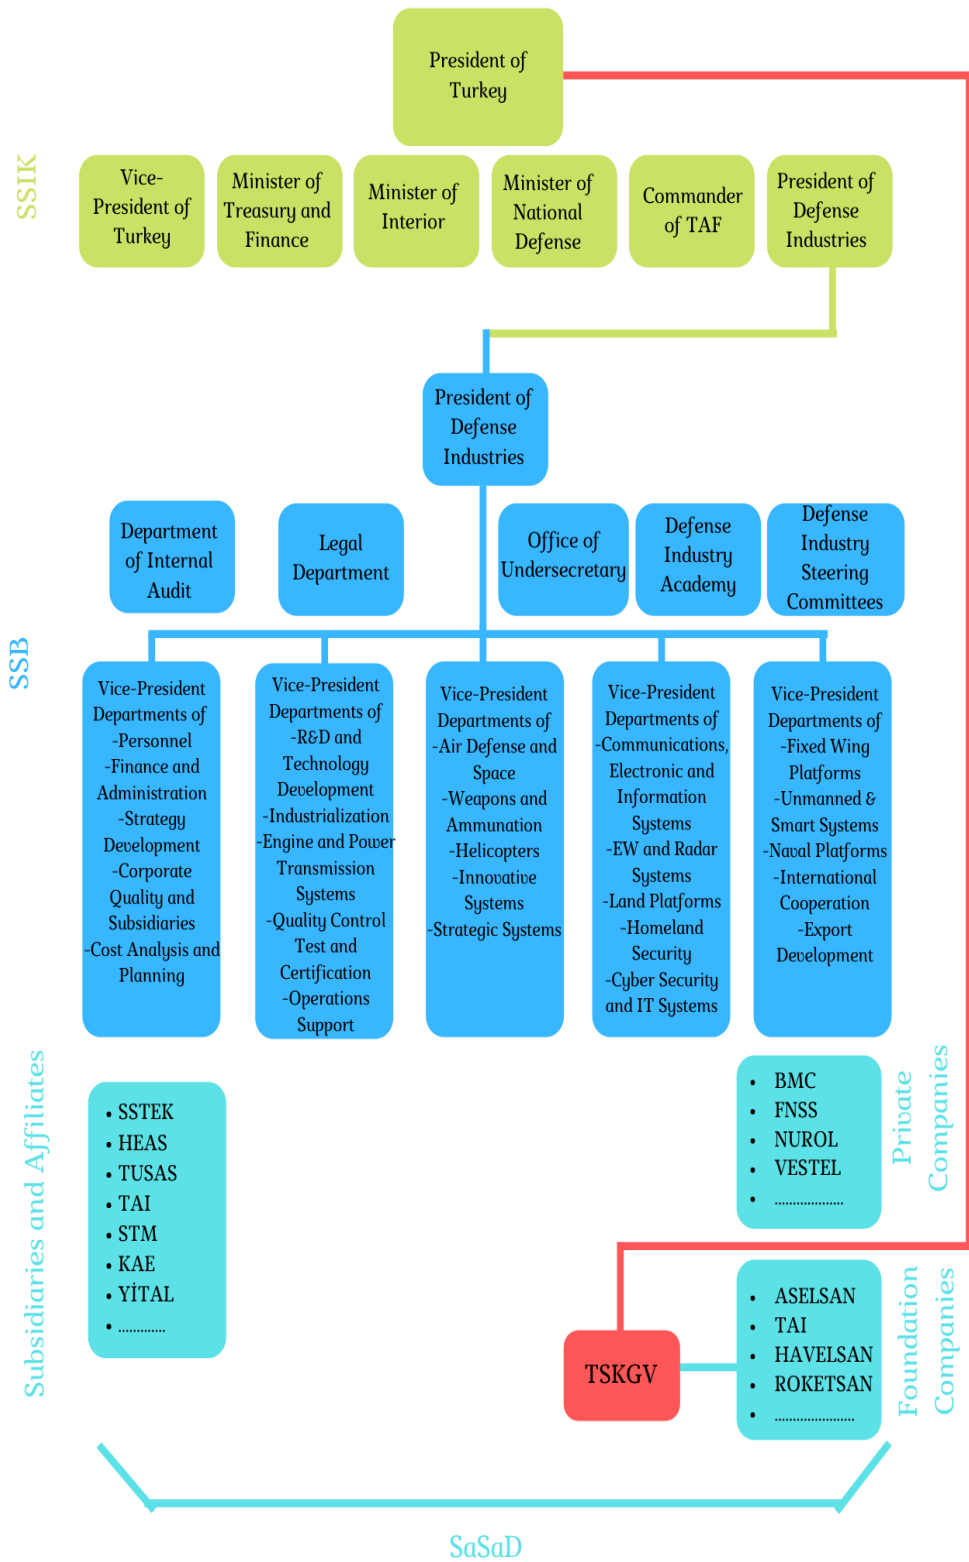 President of
Turkey
SSIK
Vice-
President of
Turkey
Minister of
Treasury and
Finance
Minister of
Interior
Minister of
National
Defense
Commander
of TAF
President of
Defense
Industries
President of
Defense
Industries
SSB
Department
of Internal
Audit
Legal
Department
Office of
Undersecretary
Defense
Industry
Academy
Defense
Industry
Steering
Committees
Vice-President
Departments of
-Personnel
-Finance and
Administration
-Strategy
Development
-Corporate
Quality and
Subsidiaries
-Cost Analysis and
Planning
Vice-President
Departments of
-R&D and
Technology
Development
-Industrialization
-Engine and Power
Transmission
Systems
-Quality Control
Test and
Certification
-Operations
Support
Vice-President
Departments of
-Air Defense and
Space
-Weapons and
Ammunation
-Helicopters
-Innovative
Systems
-Strategic Systems
Vice-President
Departments of
-Communications,
Electronic and
Information
Systems
-EW and Radar
Systems
-Land Platforms
-Homeland
Security
-Cyber Security
and IT Systems
Vice-President
Departments of
-Fixed Wing
Platforms
-Unmanned &
Smart Systems
-Naval Platforms
-International
Cooperation
-Export
Development
Subsidiaries and Affiliates
• SSTEK
• HEAS
• TUSAS
• TAI
• STM
• KAE
• YİTAL
• .............
Private
Companies
• BMC
• FNSS
• NUROL
• VESTEL
• ...................
TSKGV
Foundation
Companies
• ASELSAN
• TAI
• HAVELSAN
• ROKETSAN
• ......................
SaSaD